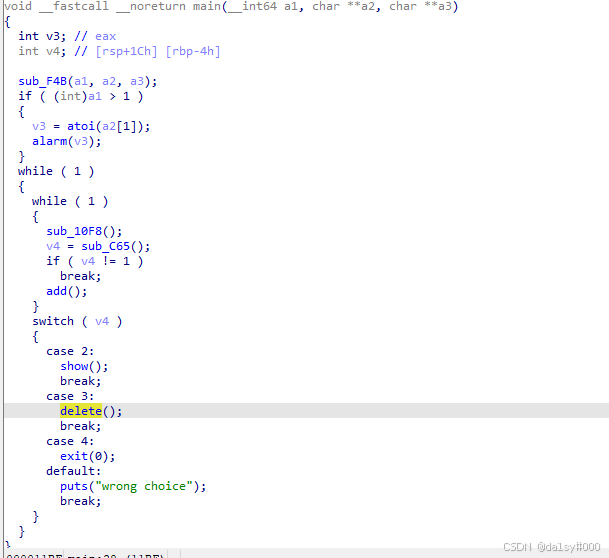 void __fastcall __noreturn main(__int64 a1, char **a2, char **a3)
{
  int v3; // eax
  int v4; // [rsp+1Ch] [rbp-4h]

  sub_F4B(a1, a2, a3);
  if ( (int)a1 > 1 )
  {
    v3 = atoi(a2[1]);
    alarm(v3);
  }
  while ( 1 )
  {
    while ( 1 )
    {
      sub_10F8();
      v4 = sub_C65();
      if ( v4 != 1 )
        break;
      add();
    }
    switch ( v4 )
    {
      case 2:
        show();
        break;
      case 3:
        delete();
        break;
      case 4:
        exit(0);
      default:
        puts("wrong choice");
        break;
    }
  }
}
CSDN @dalsy#000